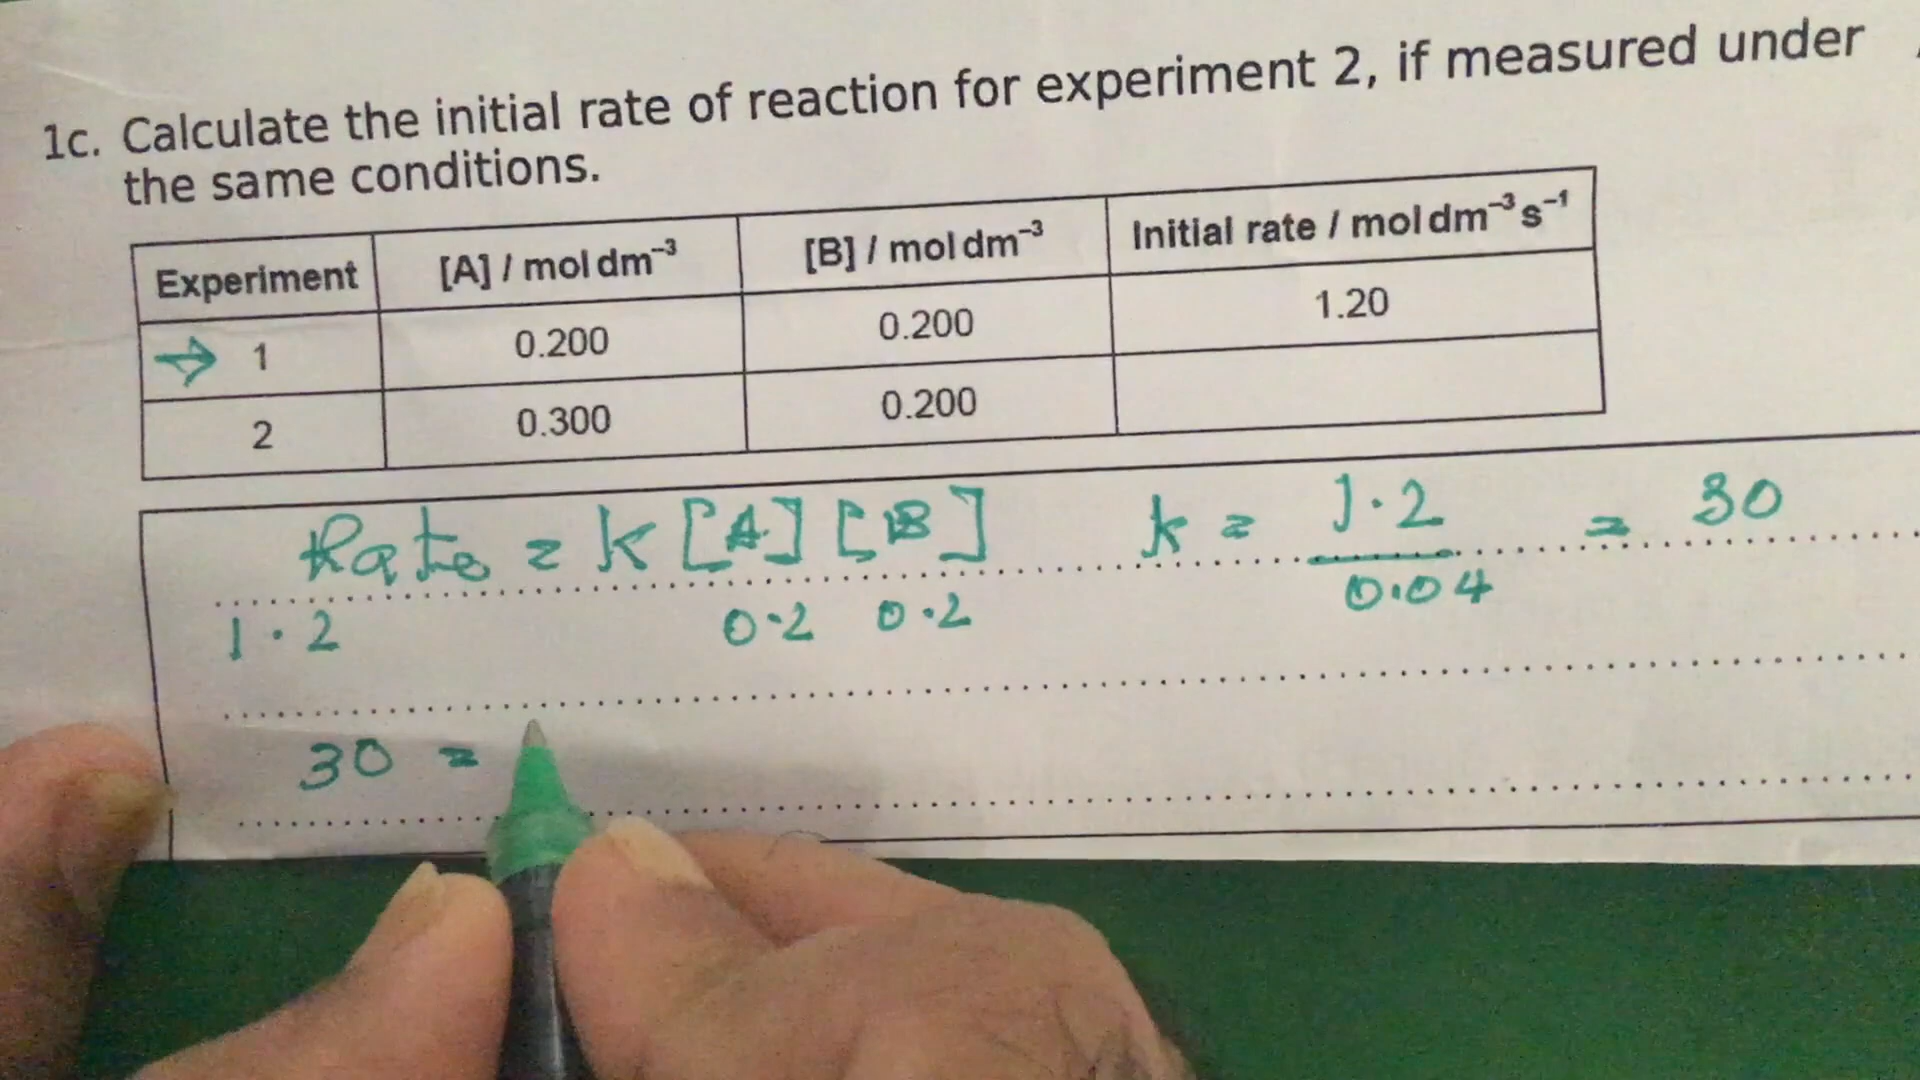 1c. Calculate the initial rate of reaction for experiment 2, if measured under
the same conditions.
Experiment [A] / mol dm⁻³ [B] / mol dm⁻³ Initial rate / mol dm⁻³ s⁻¹
1 0.200 0.200 1.20
2 0.300 0.200
Rate = k [A] [B] k = 1.2 / 0.04 = 30
1.2 0.2 0.2
30 =